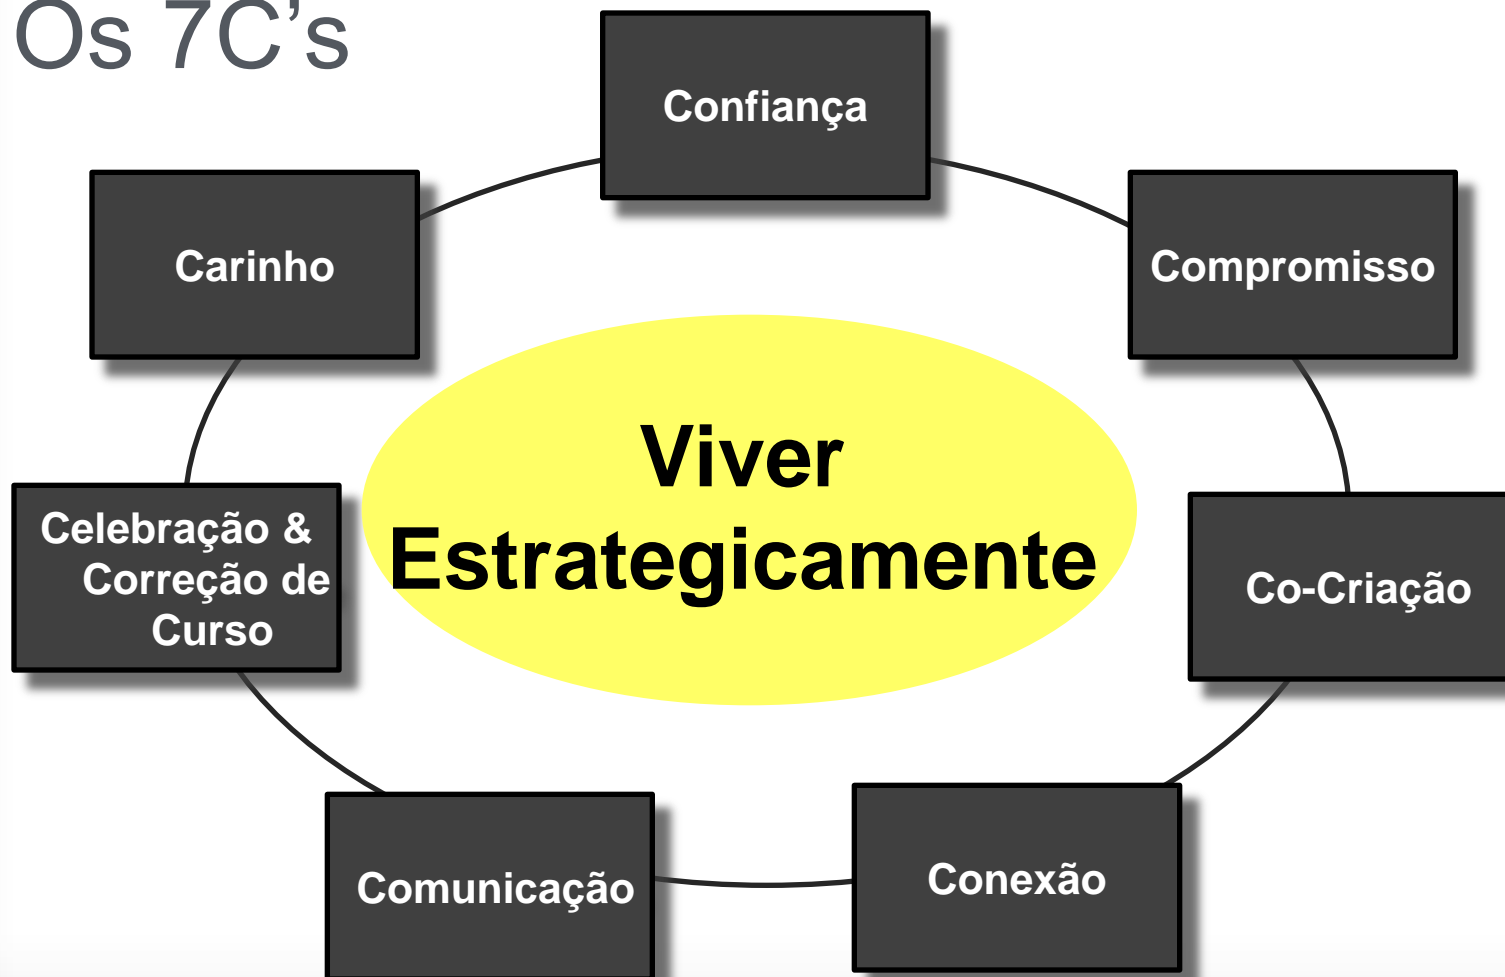 Os 7C’s
Confiança
Carinho
Compromisso
Viver
Estrategicamente
Celebração &
Correção de
Curso
Co-Criação
Comunicação
Conexão